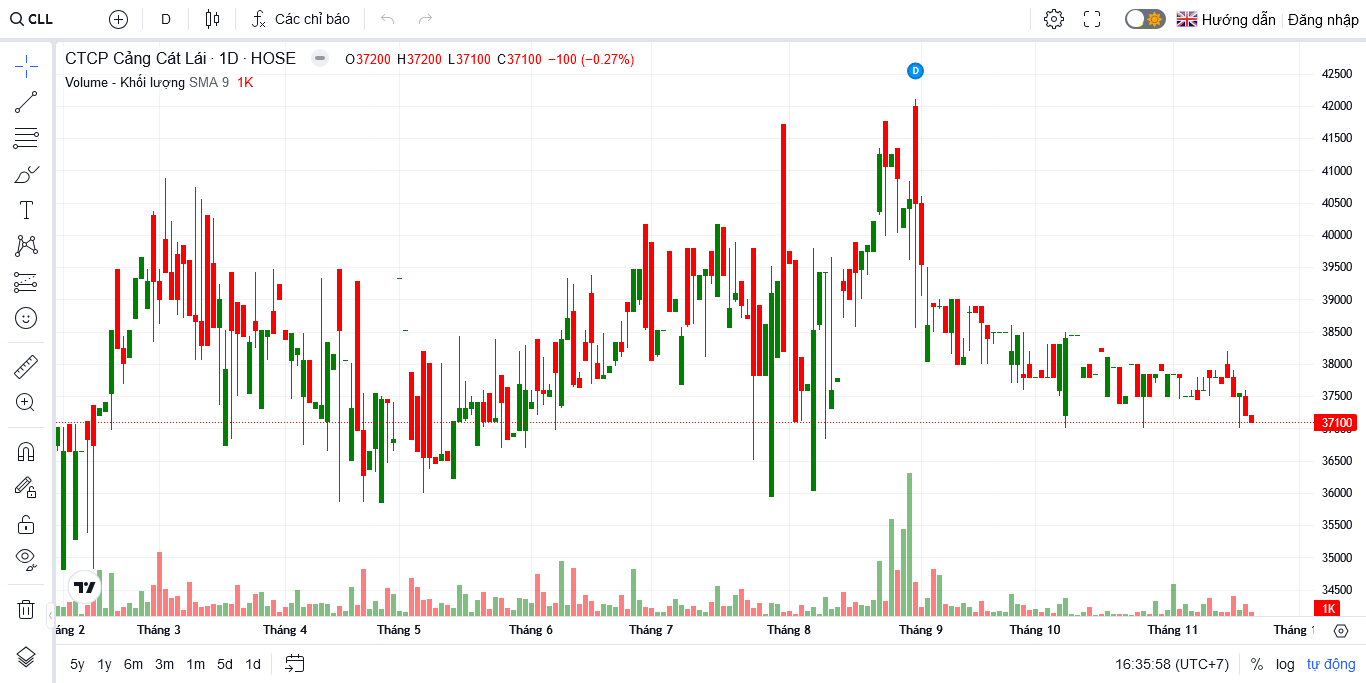 CLL D Các chỉ báo Hướng dẫn Đăng nhập
CTCP Cảng Cát Lái · 1D · HOSE O37200 H37200 L37100 C37100 −100 (−0.27%)
Volume - Khối lượng SMA 9 1K
D
42500
42000
41500
41000
40500
40000
39500
39000
38500
38000
37500
37100
36500
36000
35500
35000
34500
1K
áng 2 Tháng 3 Tháng 4 Tháng 5 Tháng 6 Tháng 7 Tháng 8 Tháng 9 Tháng 10 Tháng 11 Tháng 1
5y 1y 6m 3m 1m 5d 1d 16:35:58 (UTC+7) % log tự động